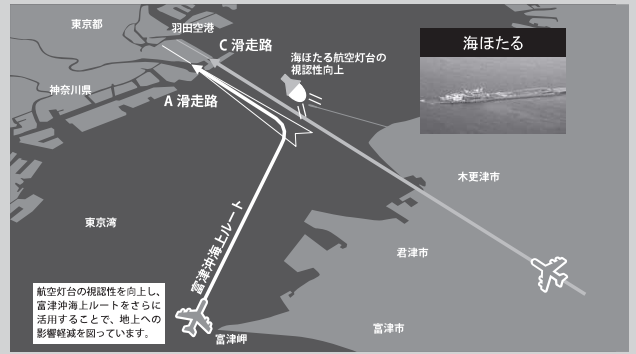 東京都
羽田空港
C 滑走路
海ほたる航空灯台の
視認性向上
海ほたる
神奈川県
A 滑走路
木更津市
東京湾
富津沖海上ルート
君津市
航空灯台の視認性を向上し、
富津沖海上ルートをさらに
活用することで、地上への
影響軽減を図っています。
富津岬
富津市